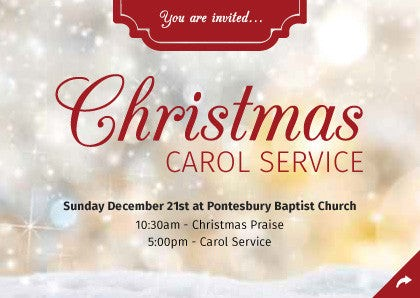 You are invited...
Christmas
CAROL SERVICE
Sunday December 21st at Pontesbury Baptist Church
10:30am - Christmas Praise
5:00pm - Carol Service